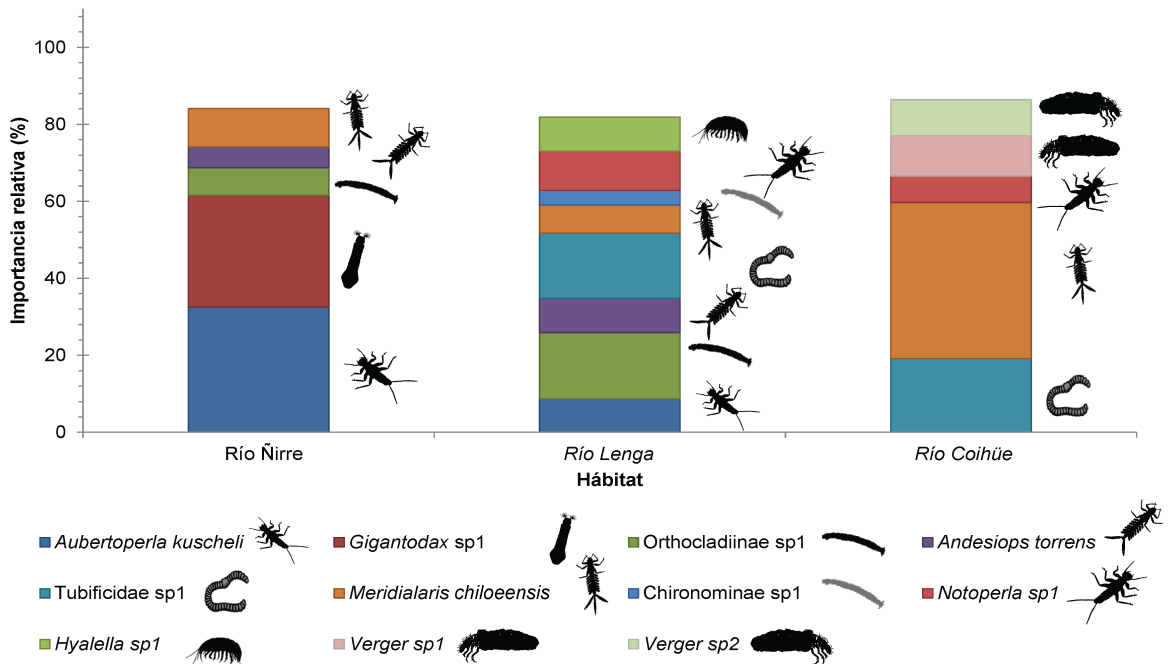 Importancia relativa (%)
100
80
60
40
20
0
Río Ñirre
Río Lenga
Río Coihüe
Hábitat
Aubertoperla kuscheli
Gigantodax sp1
Orthocladiinae sp1
Andesiops torrens
Tubificidae sp1
Meridialaris chiloeensis
Chironominae sp1
Notoperla sp1
Hyalella sp1
Verger sp1
Verger sp2